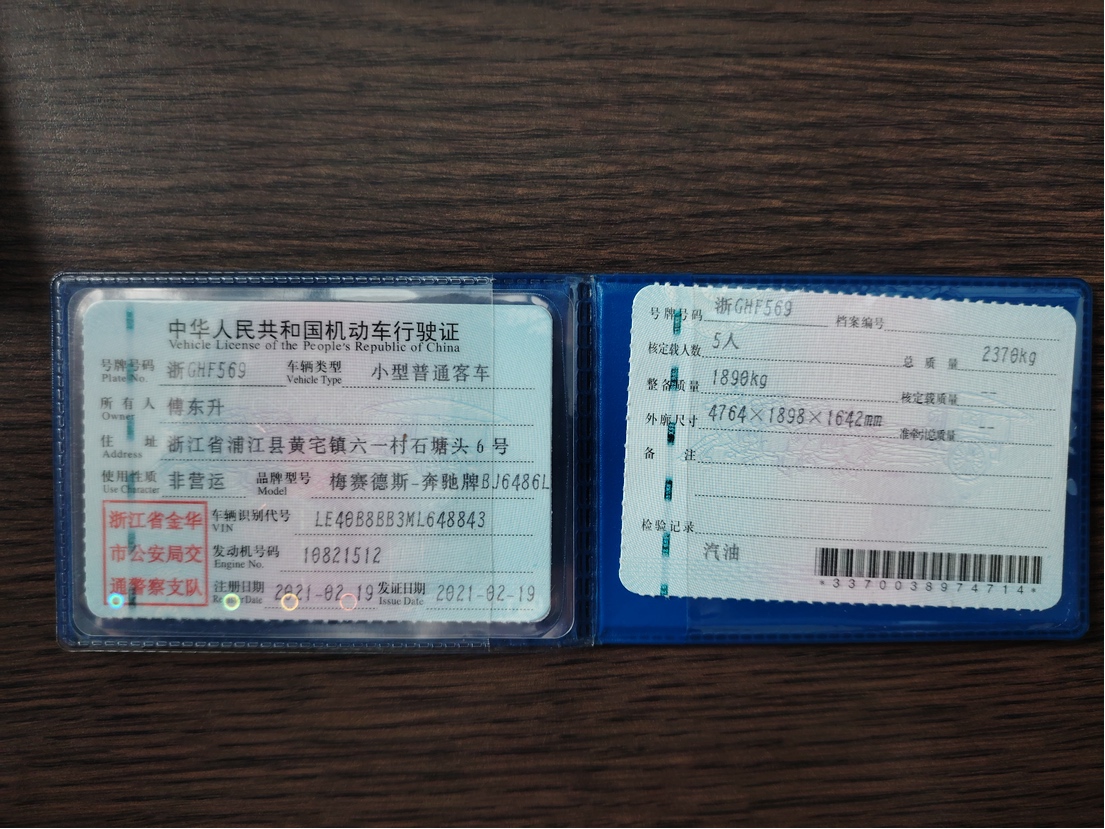 中华人民共和国机动车行驶证
Vehicle License of the People's Republic of China
号牌号码 浙GHF569 车辆类型 小型普通客车
Plate No. Vehicle Type
所有人 傅东升
Owner
住址 浙江省浦江县黄宅镇六一村石塘头6号
Address
使用性质 非营运 品牌型号 梅赛德斯-奔驰牌BJ6486L
Use Character Model
浙江省金华
市公安局交
通警察支队
车辆识别代号 LE40B8BB3ML648843
VIN
发动机号码 10821512
Engine No.
注册日期 2021-02-19 发证日期 2021-02-19
Issue Date
号牌号码 浙GHF569 档案编号
核定载人数 5人 总质量 2370kg
整备质量 1890kg 核定载质量 --
外廓尺寸 4764×1898×1642mm 准牵引总质量 --
备注
检验记录
汽油
*3370038974714*